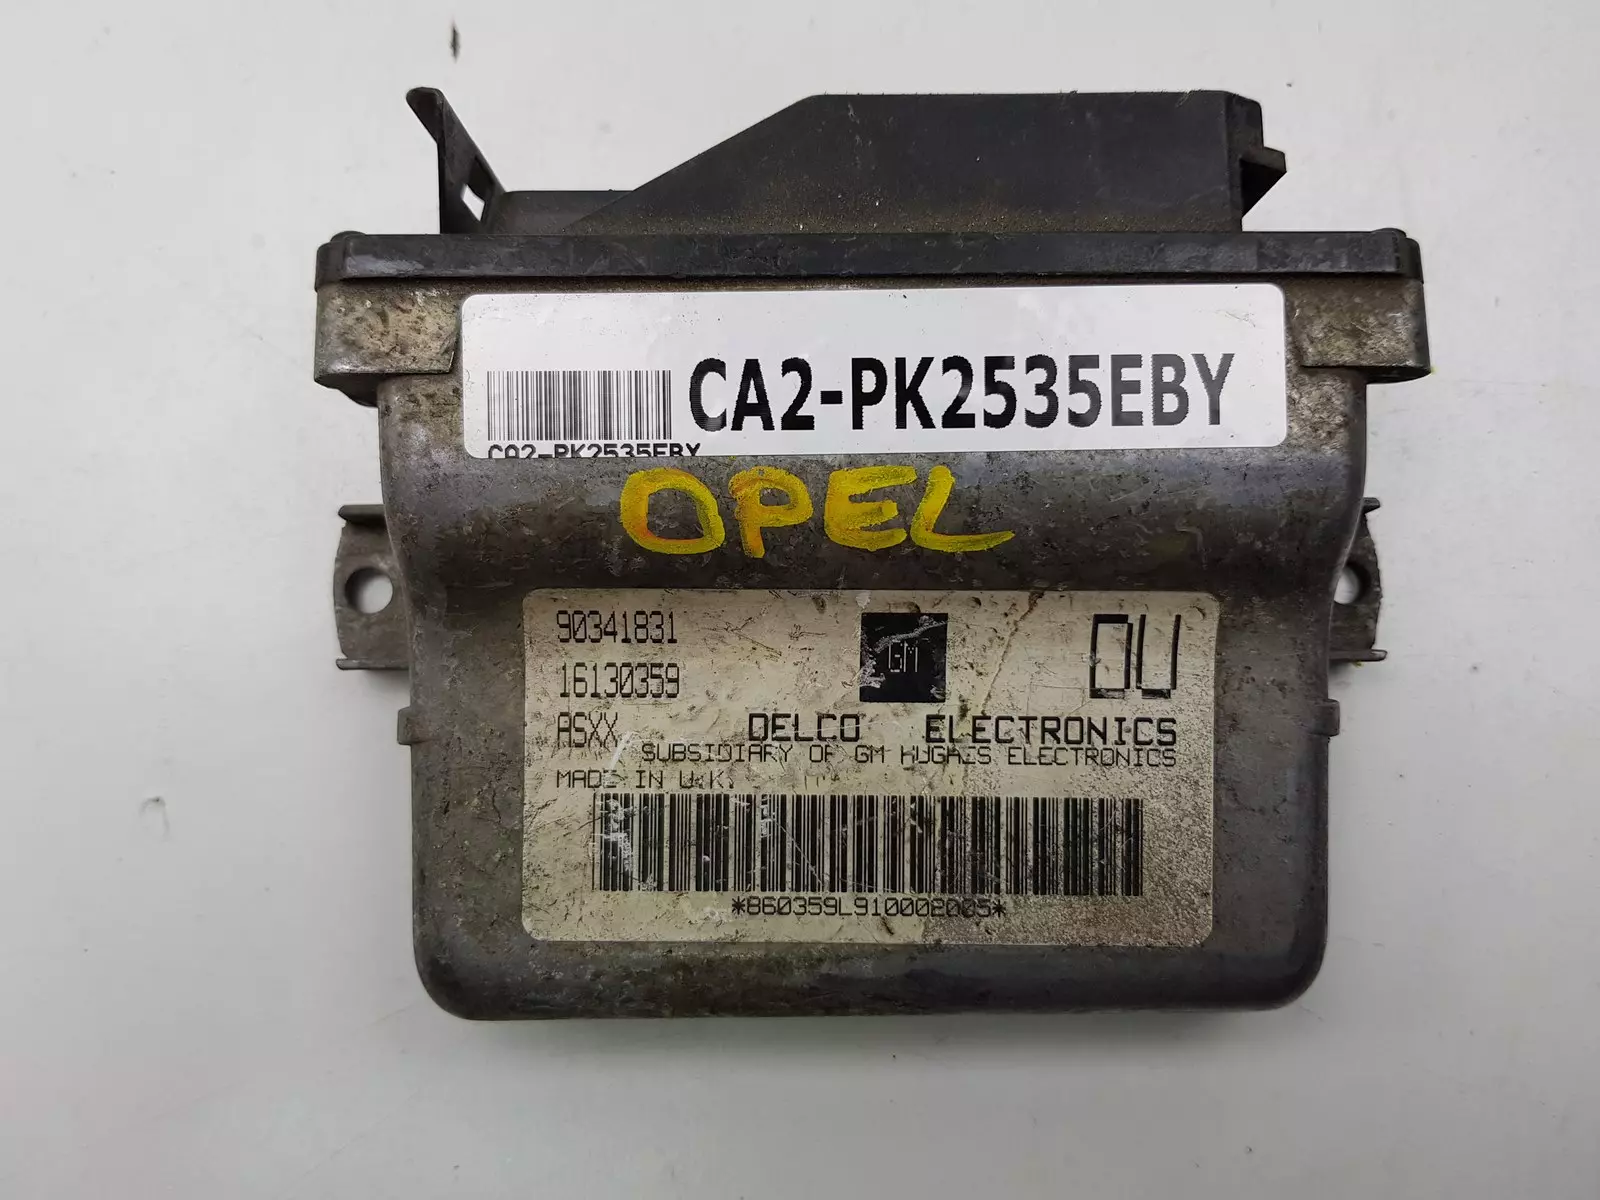 CA2-PK2535EBY
CA2-PK2535EBY
OPEL
90341831
GM
DU
16130359
ASXX
DELCO ELECTRONICS
SUBSIDIARY OF GM HUGHES ELECTRONICS
MADE IN U.K.
*860359L910002005*